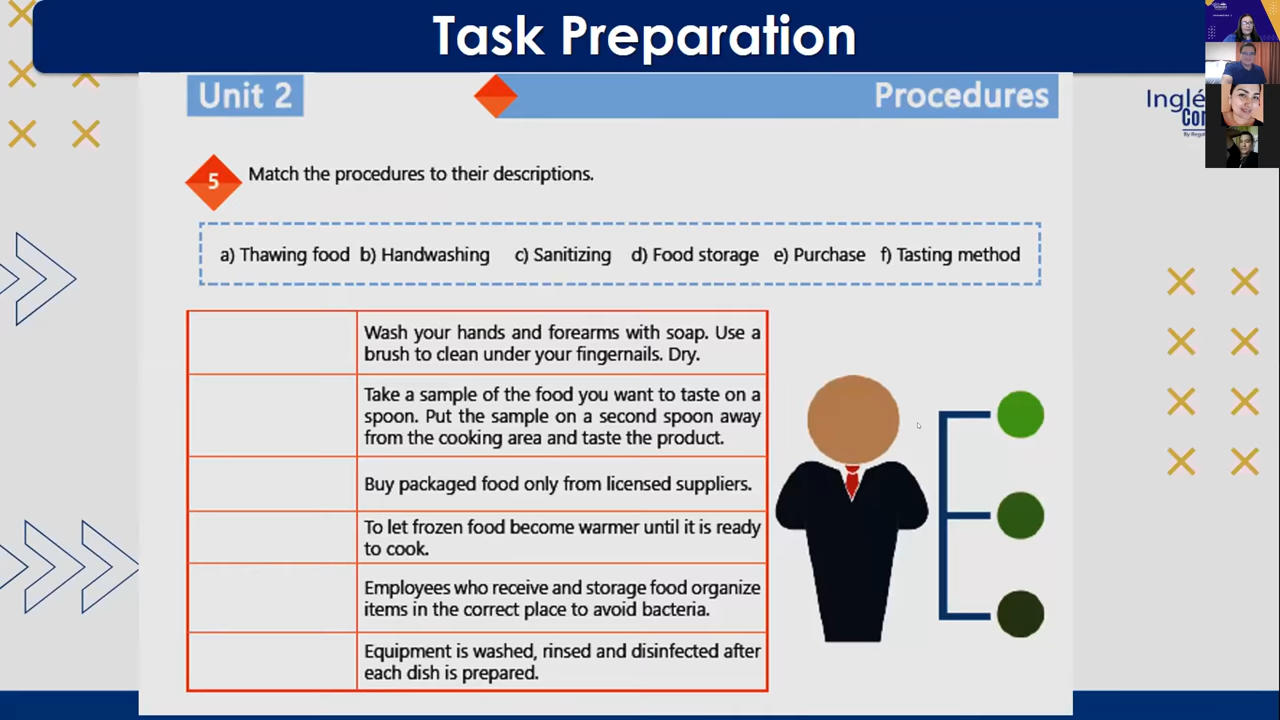 Task Preparation
Unit 2
Procedures
Inglé
Cor
5
Match the procedures to their descriptions.
a) Thawing food b) Handwashing c) Sanitizing d) Food storage e) Purchase f) Tasting method
Wash your hands and forearms with soap. Use a
brush to clean under your fingernails. Dry.
Take a sample of the food you want to taste on a
spoon. Put the sample on a second spoon away
from the cooking area and taste the product.
Buy packaged food only from licensed suppliers.
To let frozen food become warmer until it is ready
to cook.
Employees who receive and storage food organize
items in the correct place to avoid bacteria.
Equipment is washed, rinsed and disinfected after
each dish is prepared.